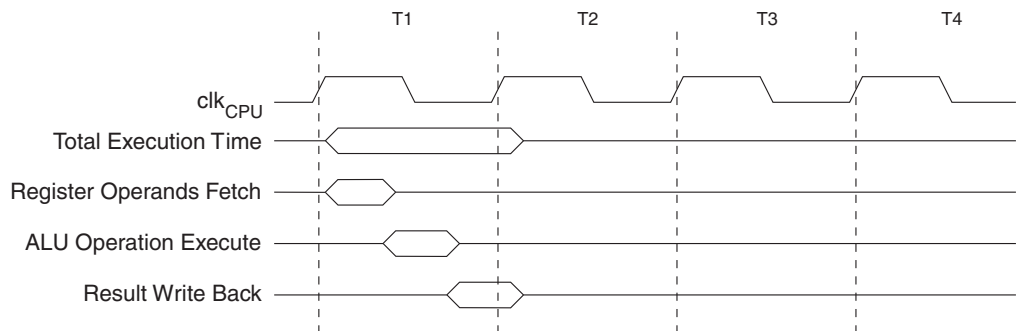 T1 T2 T3 T4
clkCPU
Total Execution Time
Register Operands Fetch
ALU Operation Execute
Result Write Back